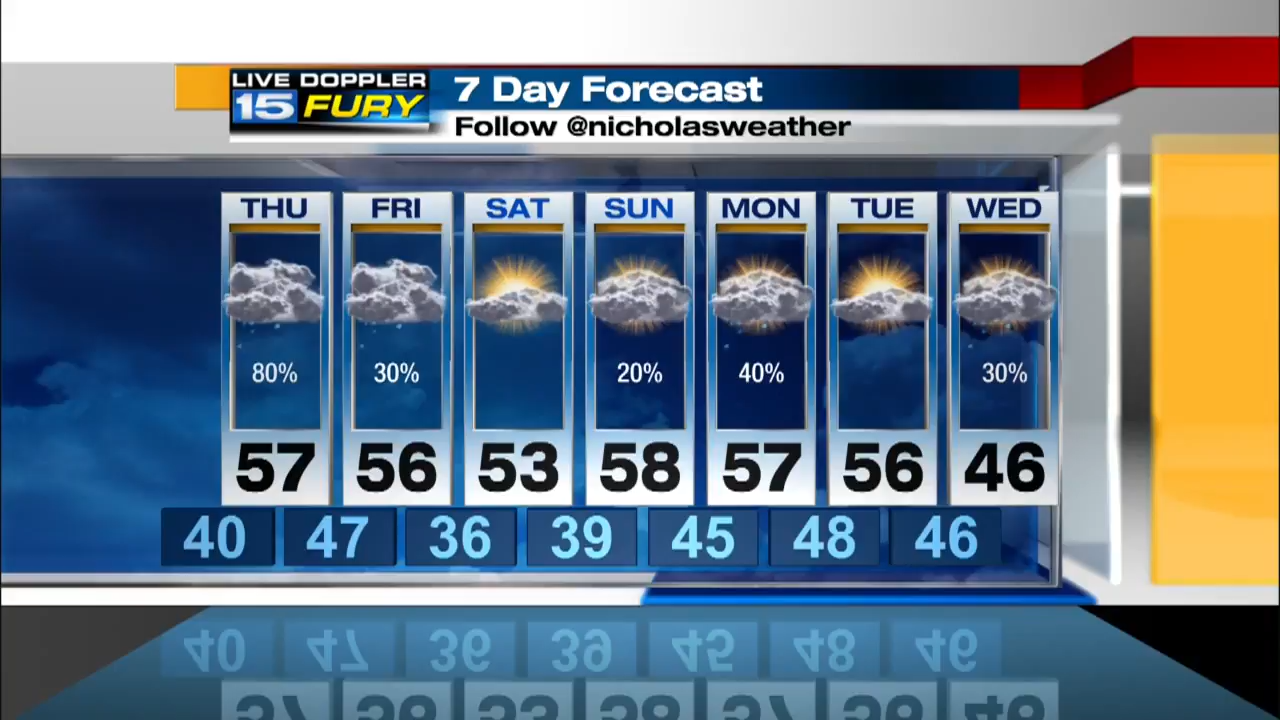 LIVE DOPPLER
15 FURY
7 Day Forecast
Follow @nicholasweather
THU FRI SAT SUN MON TUE WED
80% 30% 20% 40% 30%
57 56 53 58 57 56 46
40 47 36 39 45 48 46